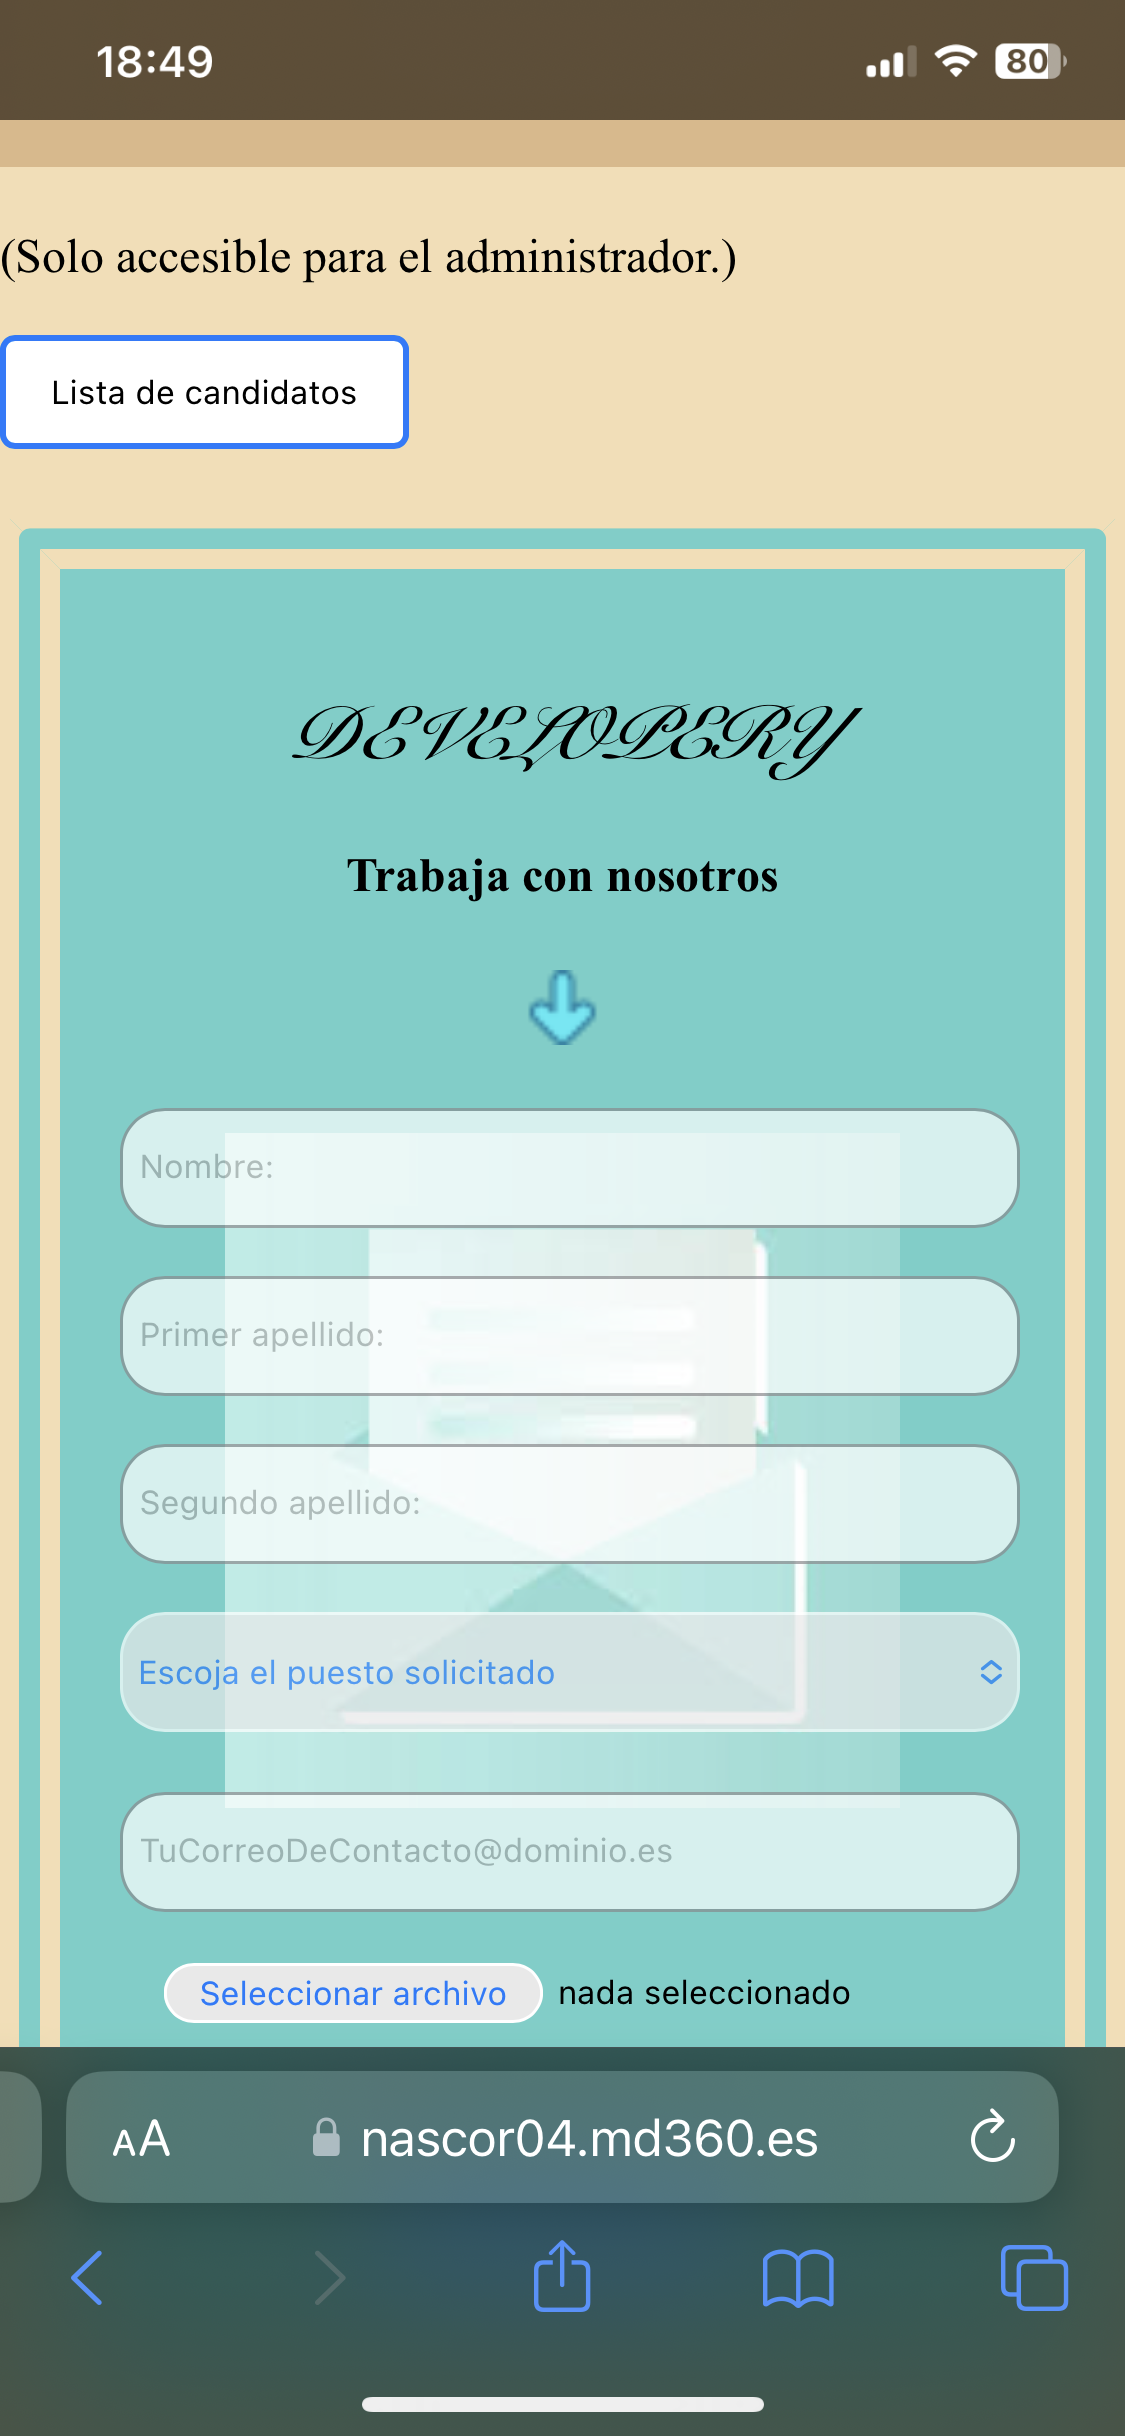 18:49
80
(Solo accesible para el administrador.)
Lista de candidatos
DEVELOPERY
Trabaja con nosotros
Nombre:
Primer apellido:
Segundo apellido:
Escoja el puesto solicitado
TuCorreoDeContacto@dominio.es
Seleccionar archivo nada seleccionado
AA nascor04.md360.es